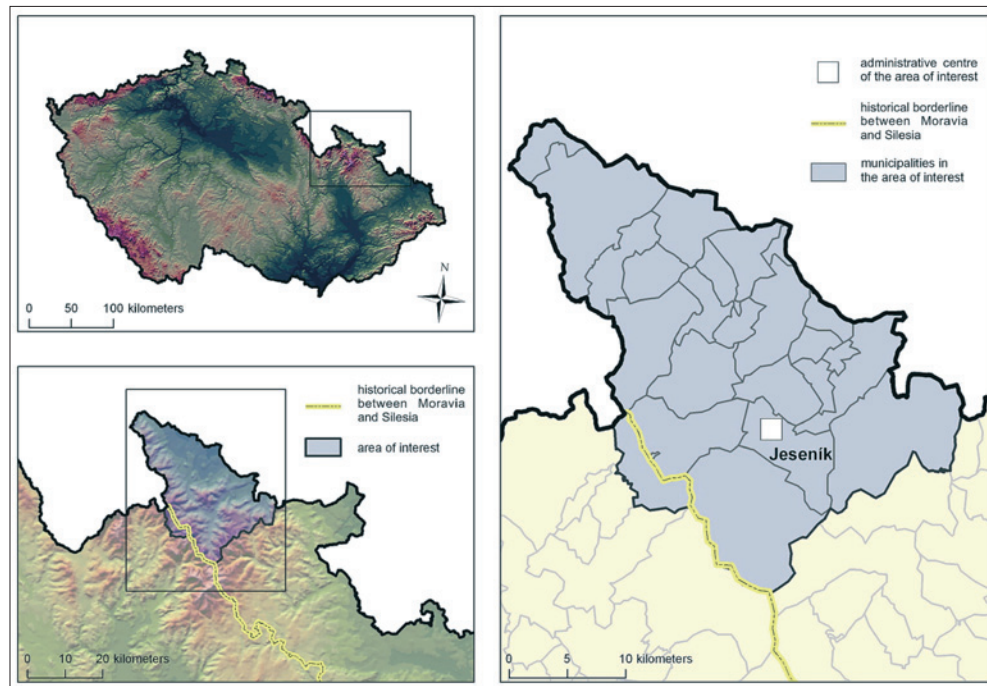 N
0 50 100 kilometers
historical borderline
between Moravia
and Silesia
area of interest
0 10 20 kilometers
administrative centre
of the area of interest
historical borderline
between Moravia
and Silesia
municipalities in
the area of interest
Jeseník
0 5 10 kilometers